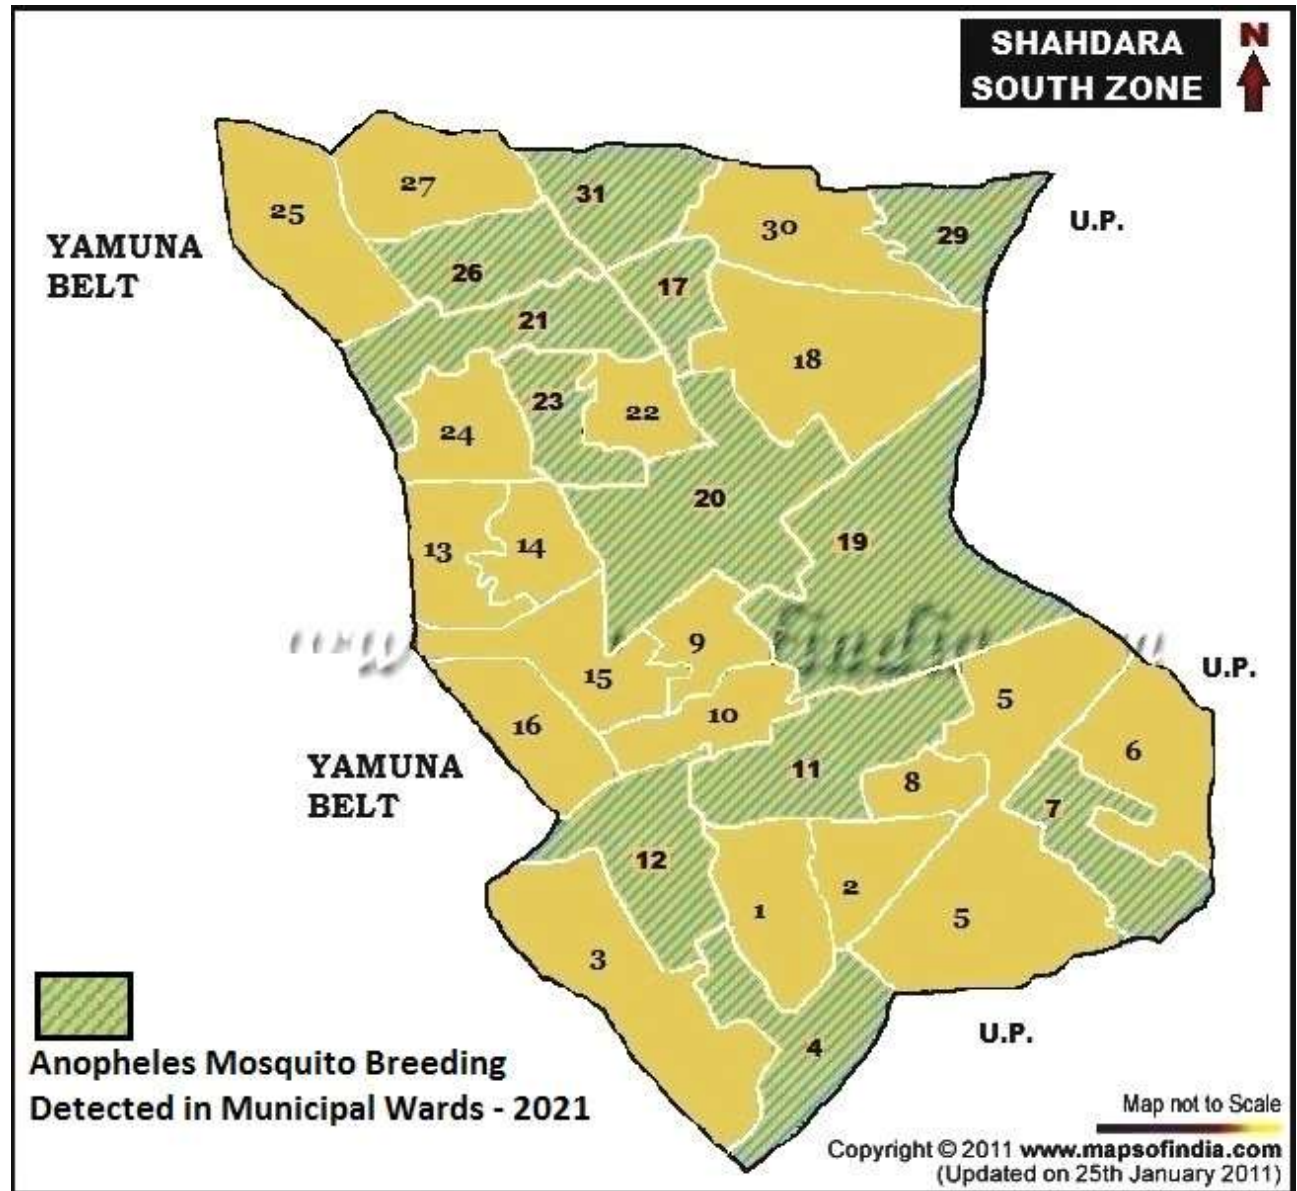 SHAHDARA
SOUTH ZONE
N
27
25
31
30
29
U.P.
YAMUNA
BELT
26
17
21
18
23
22
24
20
19
13
14
9
15
5
U.P.
10
16
6
YAMUNA
BELT
11
8
7
12
2
1
5
3
4
U.P.
Anopheles Mosquito Breeding
Detected in Municipal Wards - 2021
Map not to Scale
Copyright © 2011 www.mapsofindia.com
(Updated on 25th January 2011)